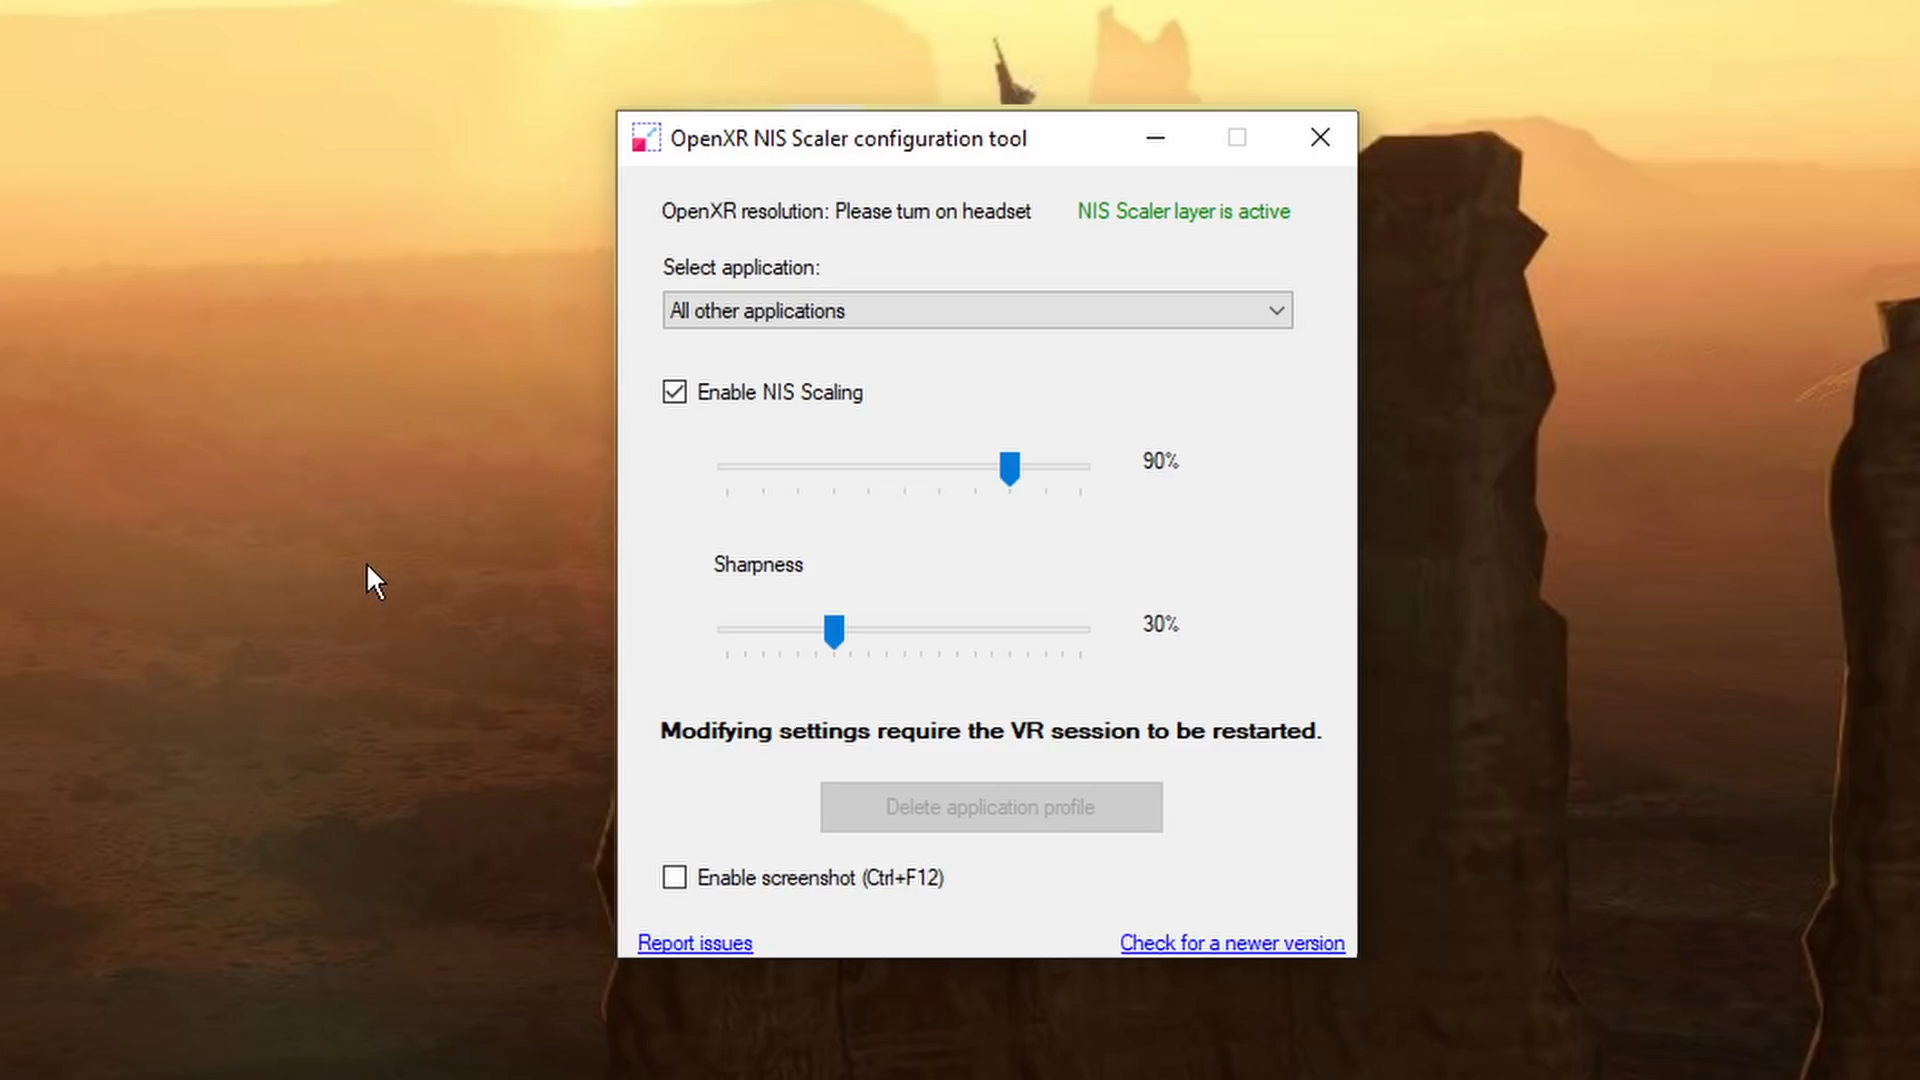 OpenXR NIS Scaler configuration tool
OpenXR resolution: Please turn on headset NIS Scaler layer is active
Select application:
All other applications
Enable NIS Scaling
90%
Sharpness
30%
Modifying settings require the VR session to be restarted.
Delete application profile
Enable screenshot (Ctrl+F12)
Report issues Check for a newer version